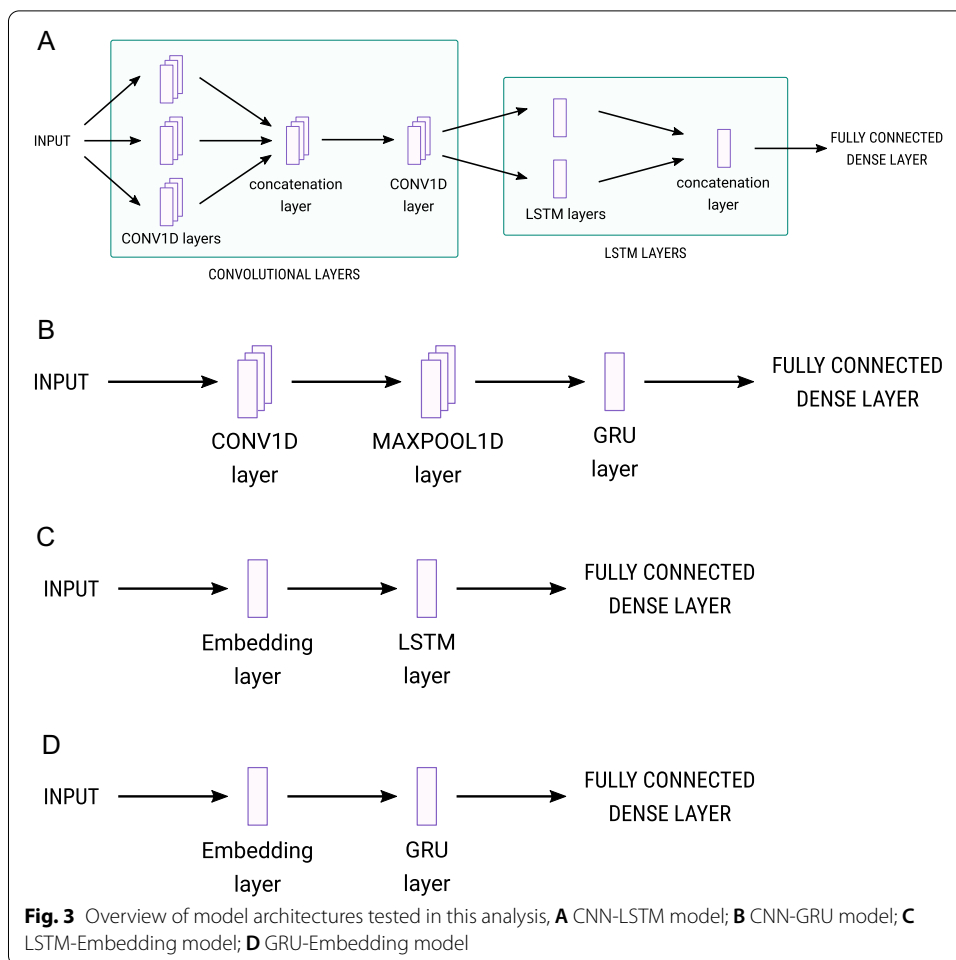 A
INPUT
CONV1D layers
concatenation
layer
CONV1D
layer
CONVOLUTIONAL LAYERS
LSTM layers
concatenation
layer
LSTM LAYERS
FULLY CONNECTED
DENSE LAYER
B
INPUT
CONV1D
layer
MAXPOOL1D
layer
GRU
layer
FULLY CONNECTED
DENSE LAYER
C
INPUT
Embedding
layer
LSTM
layer
FULLY CONNECTED
DENSE LAYER
D
INPUT
Embedding
layer
GRU
layer
FULLY CONNECTED
DENSE LAYER
Fig. 3 Overview of model architectures tested in this analysis, A CNN-LSTM model; B CNN-GRU model; C
LSTM-Embedding model; D GRU-Embedding model